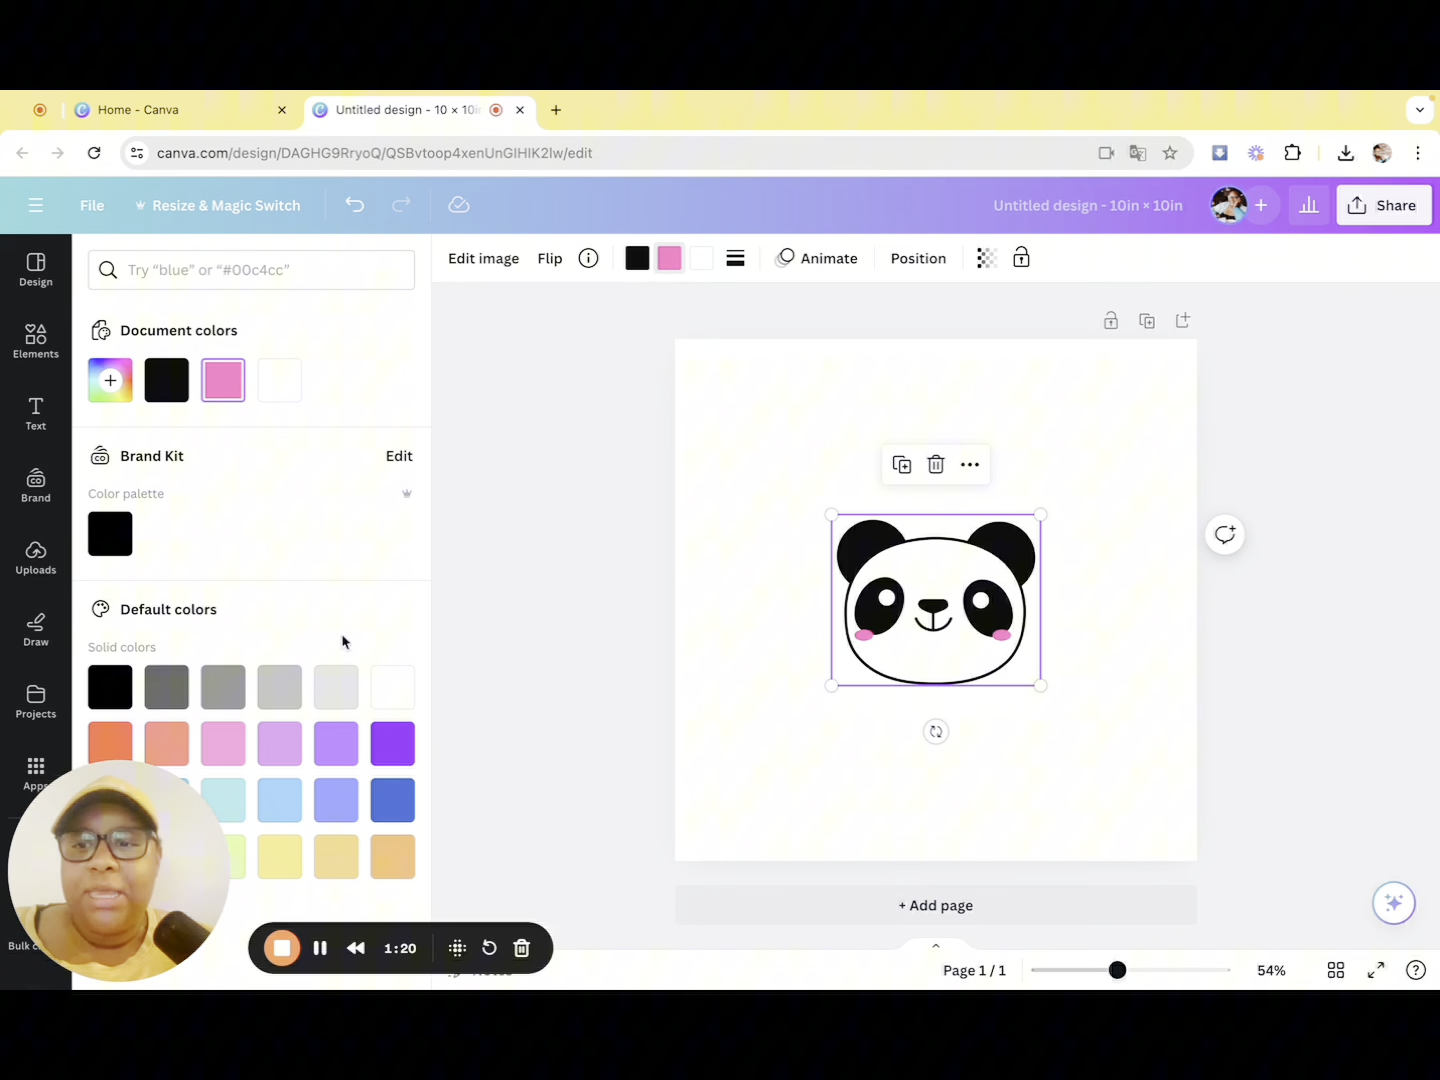 Home - Canva
Untitled design - 10 × 10in
canva.com/design/DAGHG9RryoQ/QSBvtoop4xenUnGIHIK2lw/edit
File
Resize & Magic Switch
Untitled design - 10in × 10in
Share
Design
Elements
Text
Brand
Uploads
Draw
Projects
Apps
Try “blue” or “#00c4cc”
Document colors
Brand Kit
Edit
Color palette
Default colors
Solid colors
Edit image
Flip
Animate
Position
+ Add page
1:20
Page 1 / 1
54%